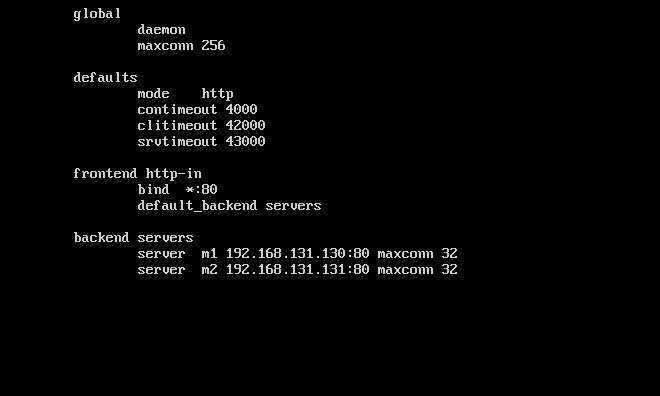 global
daemon
maxconn 256
defaults
mode    http
contimeout 4000
clitimeout 42000
srvtimeout 43000
frontend http-in
bind  *:80
default_backend servers
backend servers
server  m1 192.168.131.130:80 maxconn 32
server  m2 192.168.131.131:80 maxconn 32